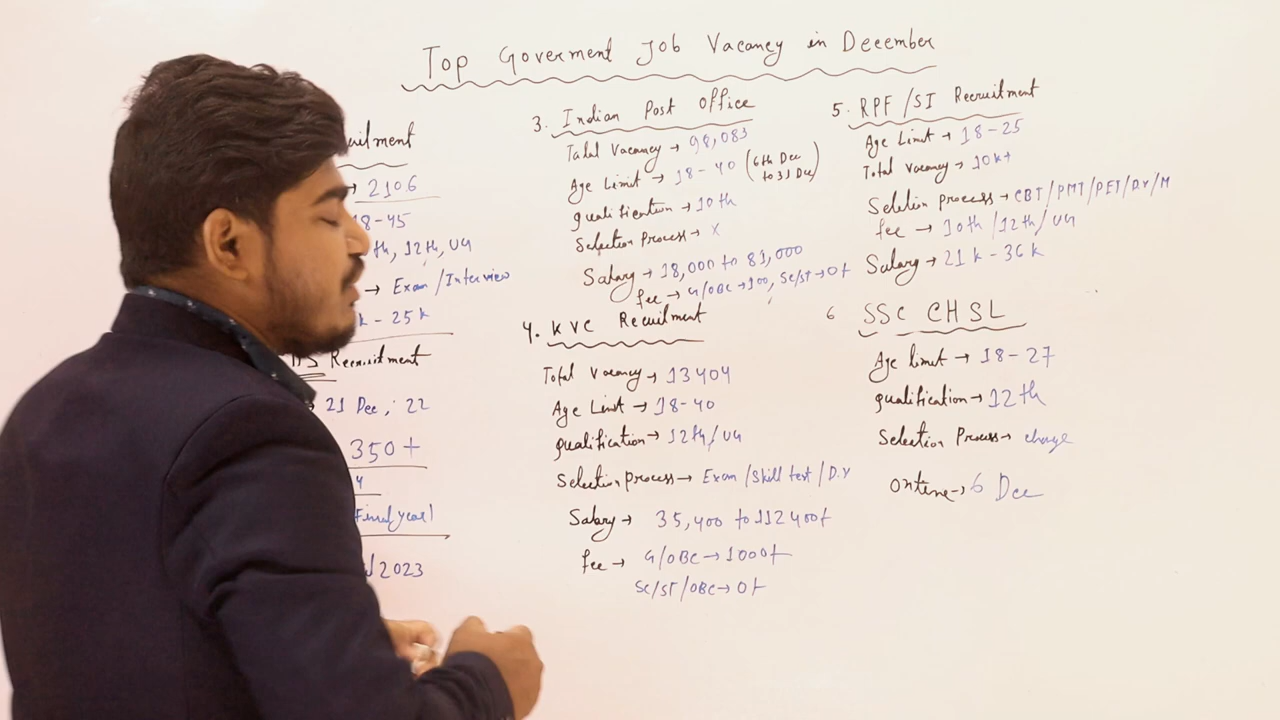 Top Goverment Job Vacancy in December
uilment
→ 2106
18-45
th, 12th, UG
→ Exam/Interview
k - 25k
Recruitment
21 Dec, 22
350+
4
Final year
2023
3. Indian Post Office
Total Vacancy → 98,083
Age Limit → 18-40 (6th Dec to 31 Dec)
qualification → 10th
Selection Process → X
Salary → 18,000 to 81,000
fee → G/OBC → 100, SC/ST → 0/-
4. KVC Recuilment
Total Vacancy → 13404
Age Limit → 18-40
qualification → 12th/UG
Selection process → Exam/Skill test/D.V
Salary → 35,400 to 112400/-
fee → G/OBC → 1000/-
SC/ST/OBC → 0/-
5. RPF/SI Recruitment
Age Limit → 18-25
Total vacancy → 10k+
Selection process → CBT/PMT/PET/D.V/M
fee → 10th/12th/UG
Salary → 21k - 36k
6 SSC CHSL
Age limit → 18-27
qualification → 12th
Selection Process → change
→ 6 Dec